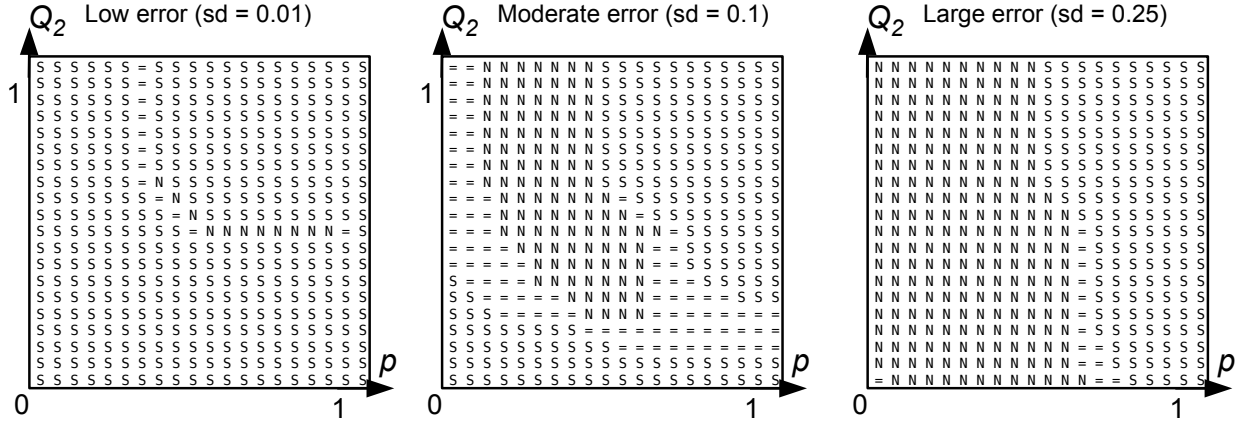 Q2 Low error (sd = 0.01)
S S S S S S = S S S S S S S S S S S S S
S S S S S S = S S S S S S S S S S S S S
S S S S S S = S S S S S S S S S S S S S
S S S S S S = S S S S S S S S S S S S S
S S S S S S = S S S S S S S S S S S S S
S S S S S S = S S S S S S S S S S S S S
S S S S S S = S S S S S S S S S S S S S
S S S S S S = N S S S S S S S S S S S S
S S S S S S S = N S S S S S S S S S S S
S S S S S S S S = N S S S S S S S S S S
S S S S S S S S S = N N N N N N N N = S
S S S S S S S S S S S S S S S S S S S S
S S S S S S S S S S S S S S S S S S S S
S S S S S S S S S S S S S S S S S S S S
S S S S S S S S S S S S S S S S S S S S
S S S S S S S S S S S S S S S S S S S S
S S S S S S S S S S S S S S S S S S S S
S S S S S S S S S S S S S S S S S S S S
S S S S S S S S S S S S S S S S S S S S
S S S S S S S S S S S S S S S S S S S S
1
p
0 1
Q2 Moderate error (sd = 0.1)
= = N N N N N N N S S S S S S S S S S S
= = N N N N N N N S S S S S S S S S S S
= = N N N N N N N S S S S S S S S S S S
= = N N N N N N N S S S S S S S S S S S
= = N N N N N N N S S S S S S S S S S S
= = N N N N N N N S S S S S S S S S S S
= = N N N N N N N S S S S S S S S S S S
= = N N N N N N N S S S S S S S S S S S
= = = N N N N N N N = S S S S S S S S S
= = = N N N N N N N N = S S S S S S S S
= = = N N N N N N N N N N = S S S S S S
= = = = N N N N N N N N = = S S S S S S
= = = = = N N N N N N N = = S S S S S S
S = = = = N N N N N N N = = = S S S S S
S S = = = = = N N N N N = = = = = S S S
S S S = = = = = N N N N = = = = = = = =
S S S S S S S S = = = = = = = = = = = =
S S S S S S S S S S = = = = = = = = = =
S S S S S S S S S S S S S S S S S S S S
S S S S S S S S S S S S S S S S S S S S
1
p
0 1
Q2 Large error (sd = 0.25)
N N N N N N N N N N S S S S S S S S S S
N N N N N N N N N N S S S S S S S S S S
N N N N N N N N N N S S S S S S S S S S
N N N N N N N N N N S S S S S S S S S S
N N N N N N N N N N S S S S S S S S S S
N N N N N N N N N N S S S S S S S S S S
N N N N N N N N N N S S S S S S S S S S
N N N N N N N N N N S S S S S S S S S S
N N N N N N N N N N = S S S S S S S S S
N N N N N N N N N N N N S S S S S S S S
N N N N N N N N N N N N = S S S S S S S
N N N N N N N N N N N N = S S S S S S S
N N N N N N N N N N N N = S S S S S S S
N N N N N N N N N N N N = S S S S S S S
N N N N N N N N N N N N = S S S S S S S
N N N N N N N N N N N N = S S S S S S S
N N N N N N N N N N N N = S S S S S S S
N N N N N N N N N N N N = S S S S S S S
N N N N N N N N N N N N = = S S S S S S
= N N N N N N N N N N N N = = S S S S S
1
p
0 1